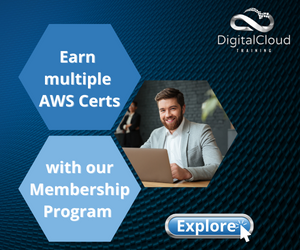 DigitalCloud
TRAINING
Earn
multiple
AWS Certs
with our
Membership
Program
Explore